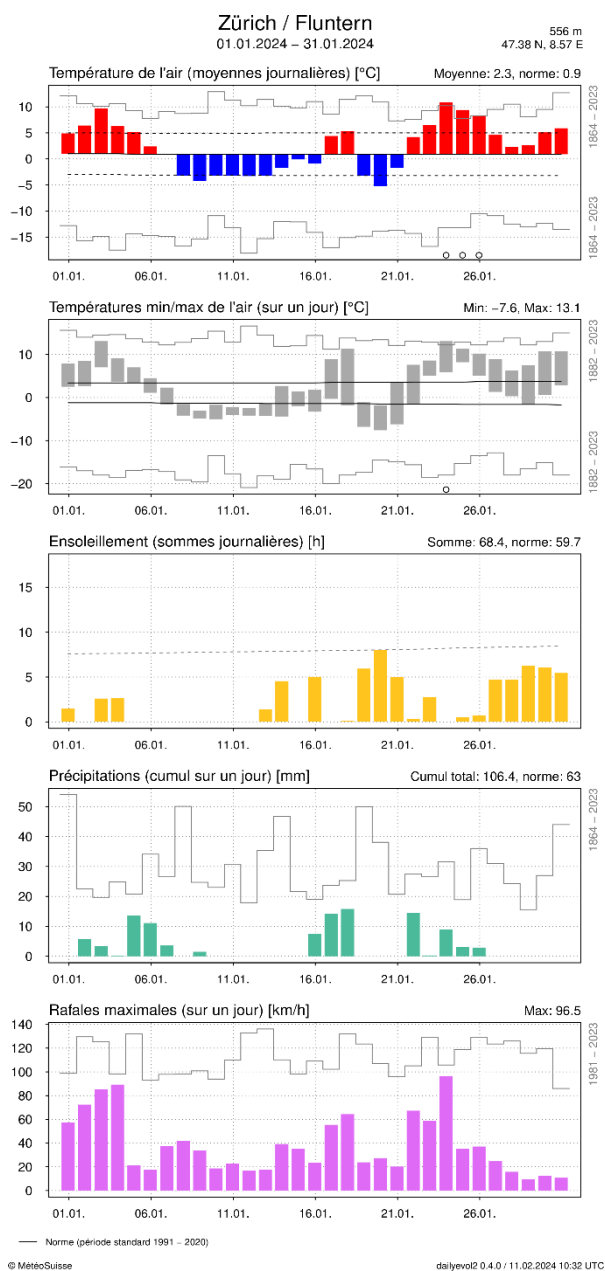 Zürich / Fluntern
01.01.2024 − 31.01.2024
556 m
47.38 N, 8.57 E
Température de l'air (moyennes journalières) [°C]
Moyenne: 2.3, norme: 0.9
10
5
0
−5
−10
−15
1864 − 2023
1864 − 2023
01.01. 06.01. 11.01. 16.01. 21.01. 26.01.
Températures min/max de l'air (sur un jour) [°C]
Min: −7.6, Max: 13.1
10
0
−10
−20
1882 − 2023
1882 − 2023
01.01. 06.01. 11.01. 16.01. 21.01. 26.01.
Ensoleillement (sommes journalières) [h]
Somme: 68.4, norme: 59.7
15
10
5
0
01.01. 06.01. 11.01. 16.01. 21.01. 26.01.
Précipitations (cumul sur un jour) [mm]
Cumul total: 106.4, norme: 63
50
40
30
20
10
0
1864 − 2023
01.01. 06.01. 11.01. 16.01. 21.01. 26.01.
Rafales maximales (sur un jour) [km/h]
Max: 96.5
140
120
100
80
60
40
20
0
1981 − 2023
01.01. 06.01. 11.01. 16.01. 21.01. 26.01.
Norme (période standard 1991 − 2020)
© MétéoSuisse
dailyevol2 0.4.0 / 11.02.2024 10:32 UTC